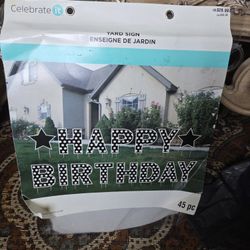 Celebrate it
YARD SIGN
ENSEIGNE DE JARDIN
HAPPY
BIRTHDAY
45 pc